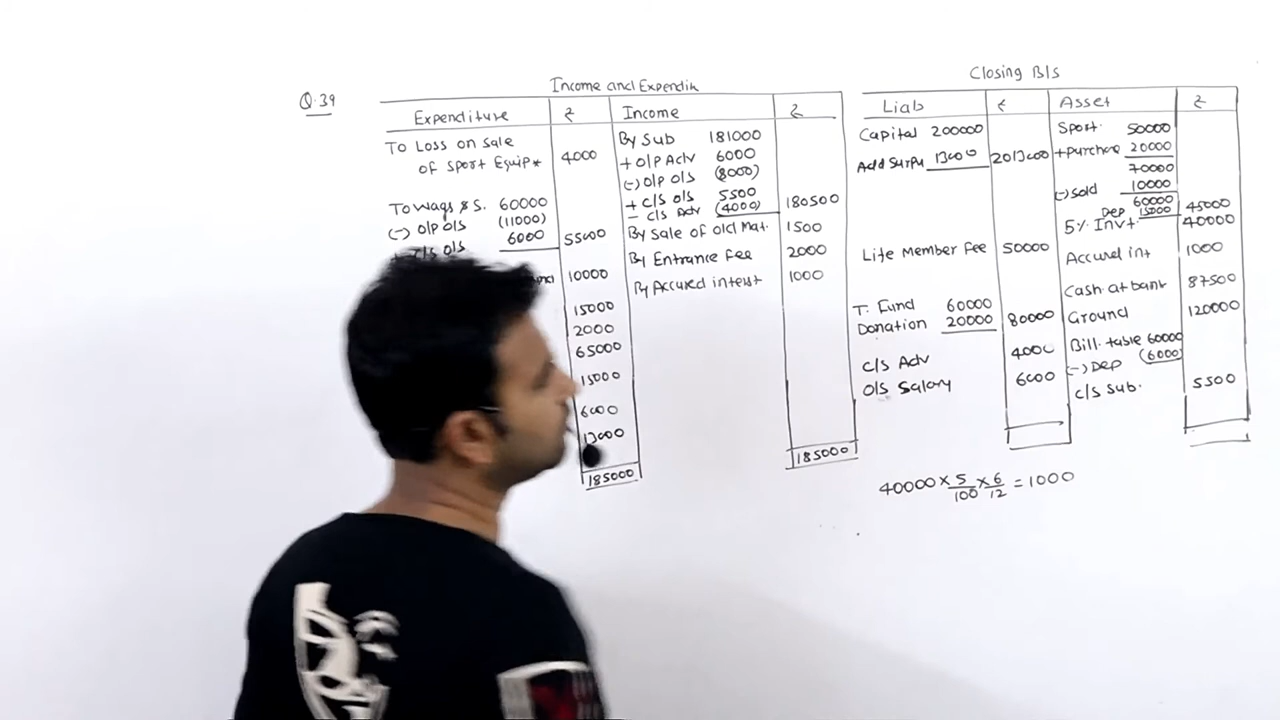 Q.39
Income and Expendit
Expenditure ₹ Income ₹
To Loss on sale
of Sport Equip* 4000
To Wags & S. 60000
(-) O/P O/S (11000)
+ C/S O/S 6000 55000
10000
15000
2000
65000
15000
6000
13000
185000
By Sub 181000
+ O/P Adv 6000
(-) O/P O/S (8000)
+ C/S O/S 5500
- C/S Adv (4000) 180500
By Sale of old Mat. 1500
By Entrance Fee 2000
By Accured interst 1000
185000
Closing B/S
Liab ₹ Asset ₹
Capital 200000
Add Surpu 13000 2013000
Life Member Fee 50000
T. Fund 60000
Donation 20000 80000
C/S Adv 4000
O/S Salary 6000
Sport. 50000
+purchase 20000
70000
(-) Sold 10000
60000
Dep 15000 45000
5% Invt. 40000
Accured int 1000
Cash at bank 87500
Ground 120000
Bill. table 60000
(-) Dep (6000)
C/S Sub. 5500
40000 × 5/100 × 6/12 = 1000